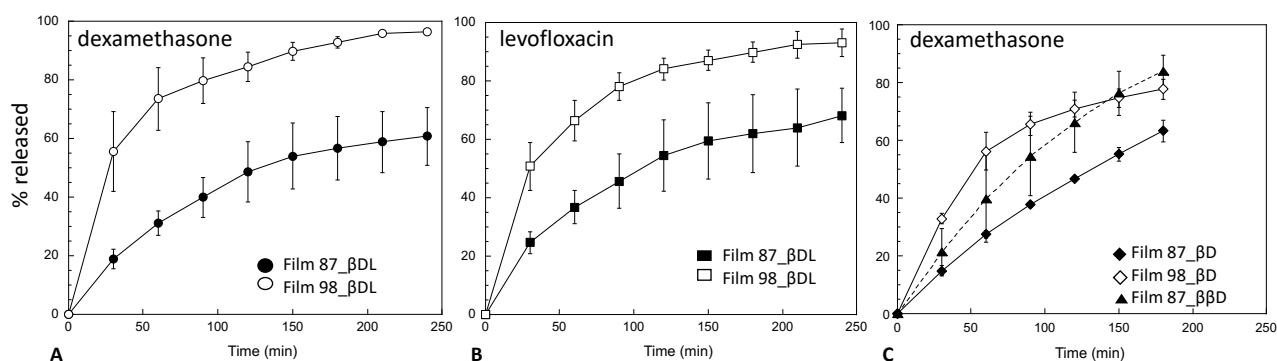 % released
100
80
60
40
20
0
dexamethasone
Film 87_βDL
Film 98_βDL
0 50 100 150 200 250
A
Time (min)
100
80
60
40
20
0
levofloxacin
Film 87_βDL
Film 98_βDL
0 50 100 150 200 250
B
Time (min)
100
80
60
40
20
0
dexamethasone
Film 87_βD
Film 98_βD
Film 87_ββD
0 50 100 150 200 250
C
Time (min)